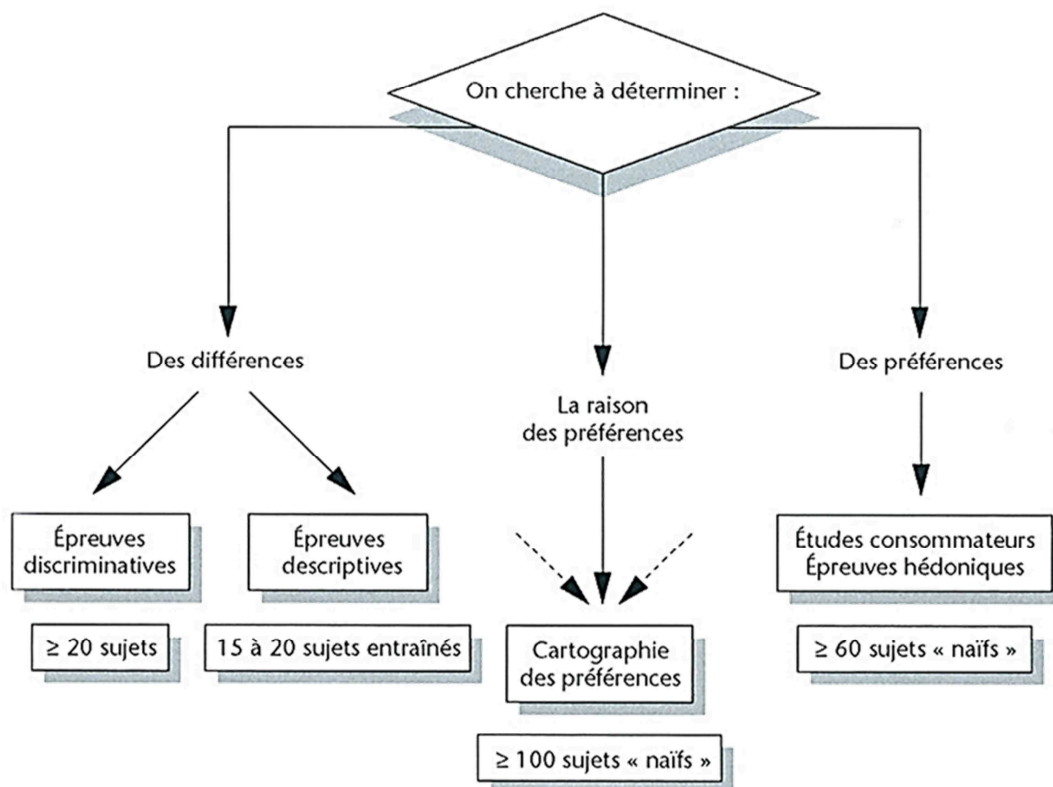 On cherche à déterminer :
Des différences
La raison
des préférences
Des préférences
Épreuves
discriminatives
Épreuves
descriptives
Études consommateurs
Épreuves hédoniques
≥ 20 sujets
15 à 20 sujets entraînés
Cartographie
des préférences
≥ 60 sujets « naïfs »
≥ 100 sujets « naïfs »